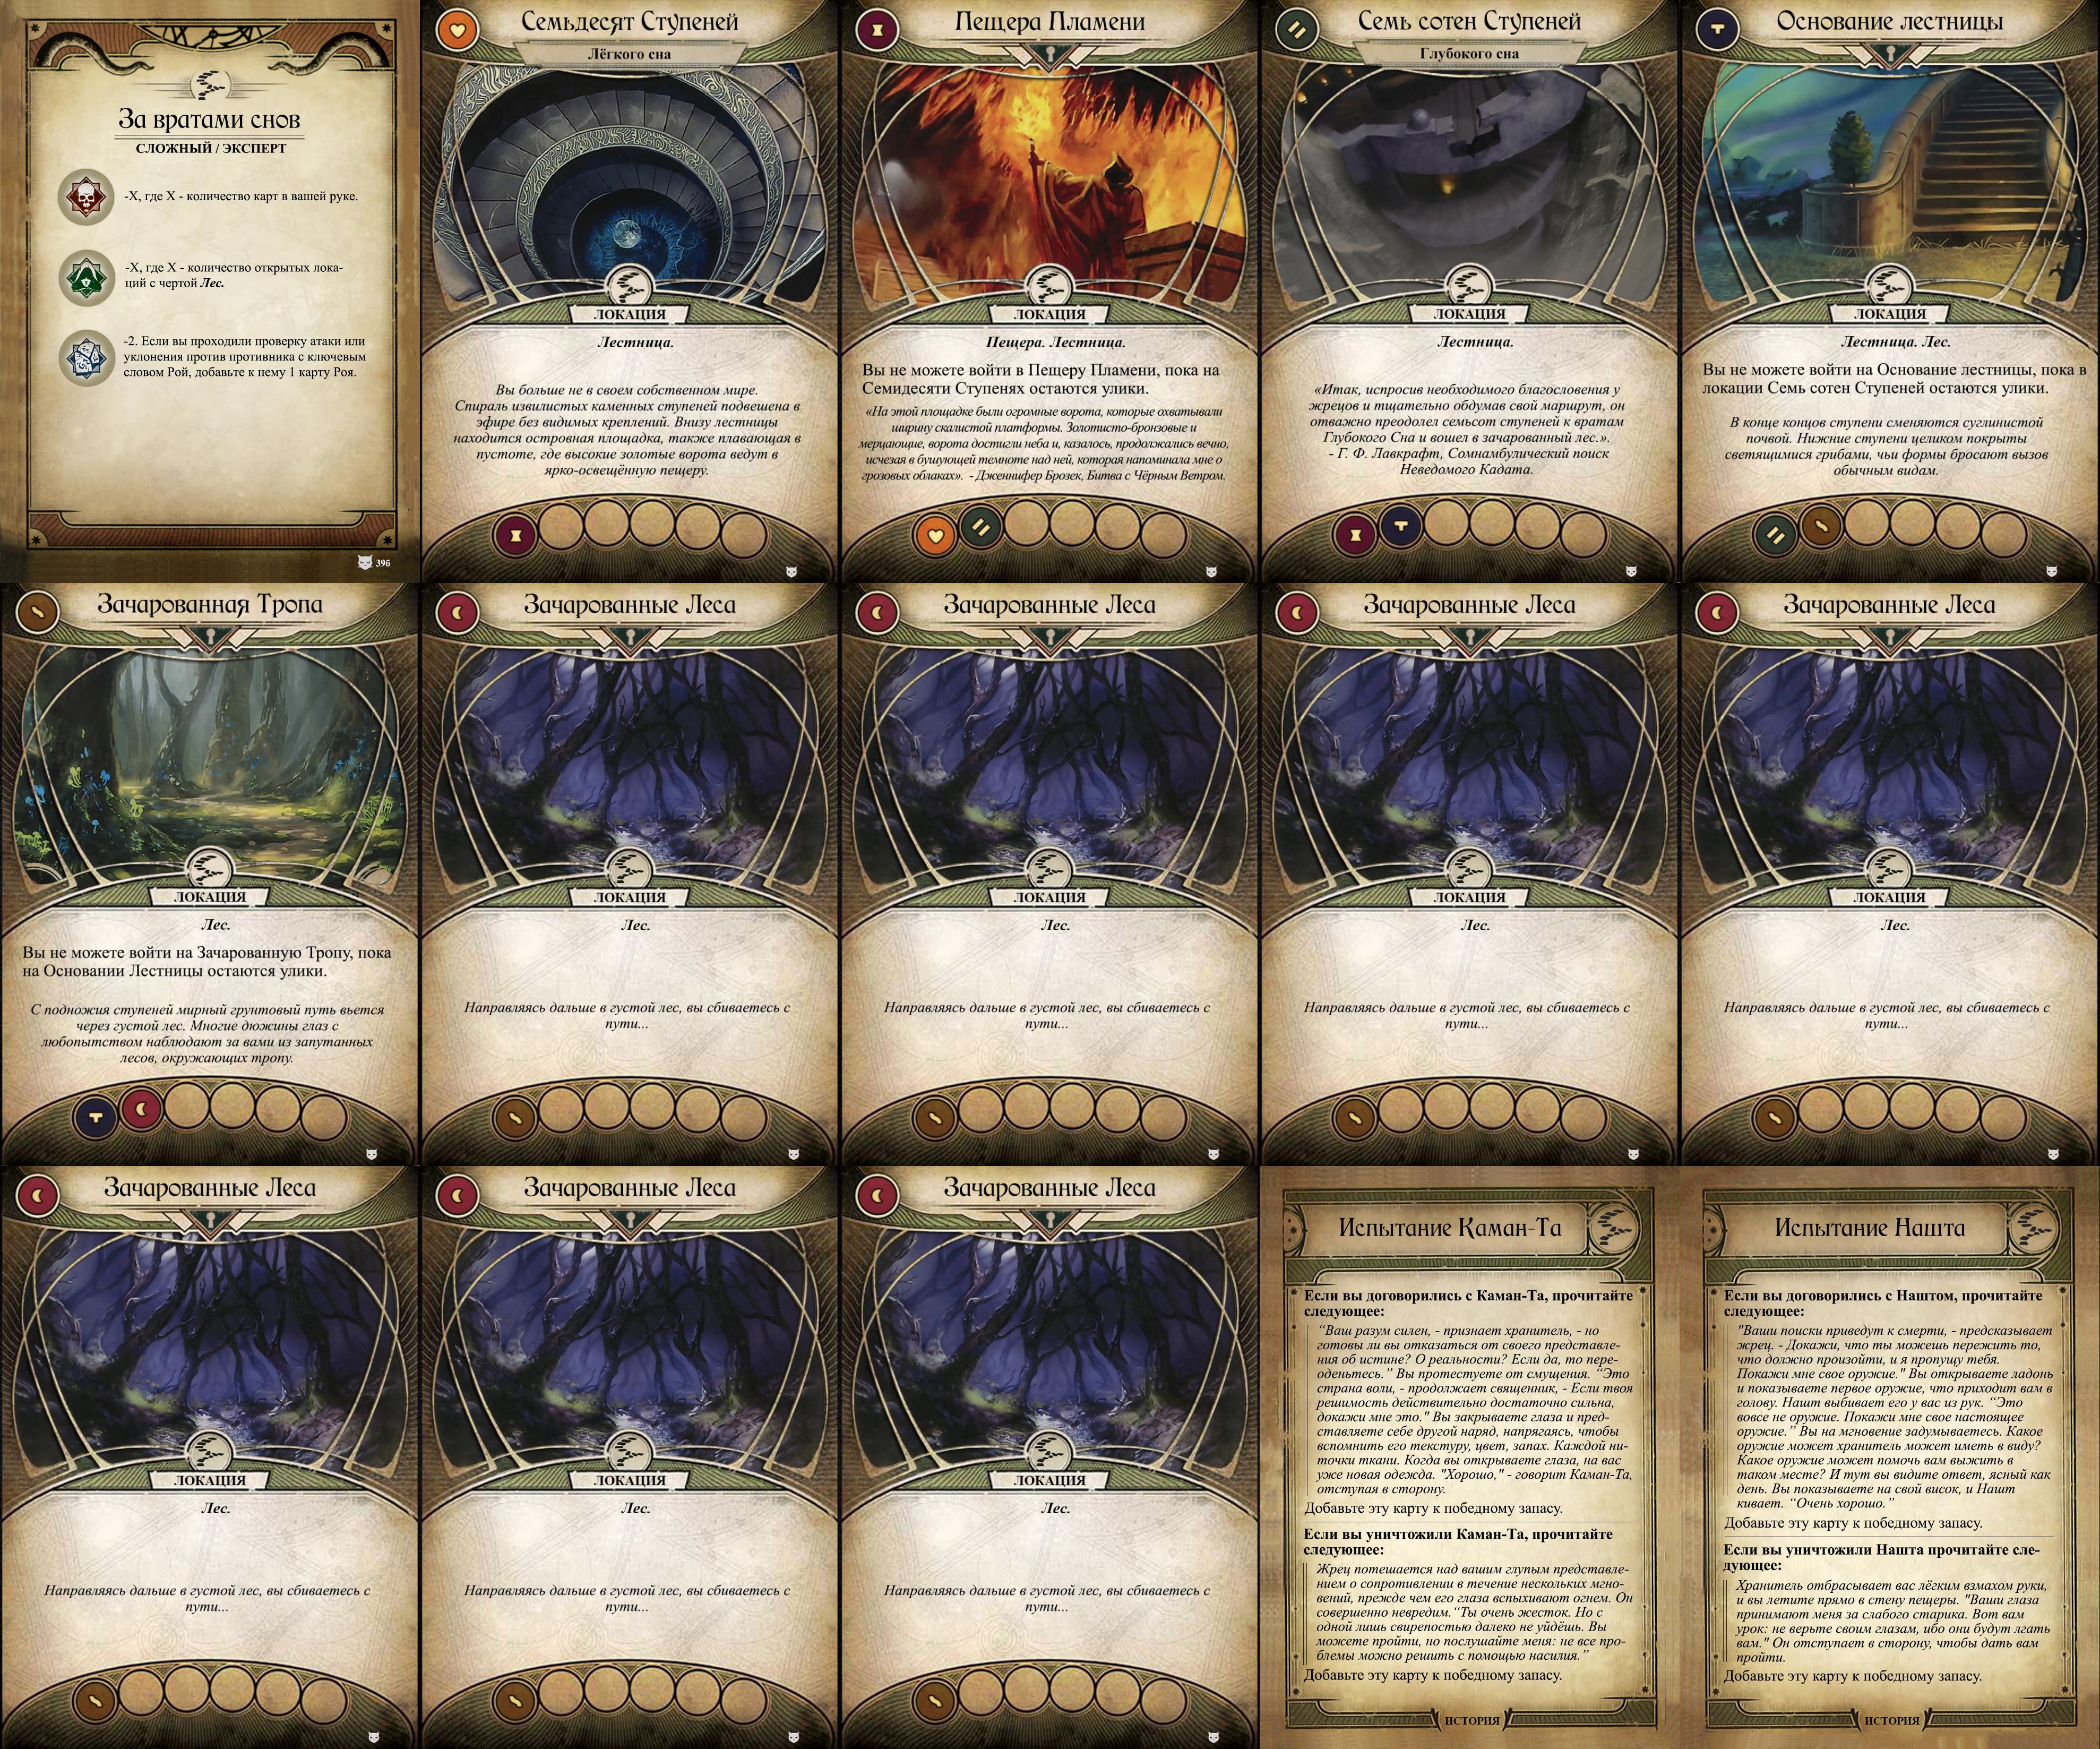 За вратами снов
СЛОЖНЫЙ / ЭКСПЕРТ
-X, где X - количество карт в вашей руке.
-X, где X - количество открытых лока-
ций с чертой Лес.
-2. Если вы проходили проверку атаки или
уклонения против противника с ключевым
словом Рой, добавьте к нему 1 карту Роя.
396
Семьдесят Ступеней
Лёгкого сна
ЛОКАЦИЯ
Лестница.
Вы больше не в своем собственном мире.
Спираль извилистых каменных ступеней подвешена в
эфире без видимых креплений. Внизу лестницы
находится островная площадка, также плавающая в
пустоте, где высокие золотые ворота ведут в
ярко-освещённую пещеру.
Пещера Пламени
ЛОКАЦИЯ
Пещера. Лестница.
Вы не можете войти в Пещеру Пламени, пока на
Семидесяти Ступенях остаются улики.
«На этой площадке были огромные ворота, которые охватывали
ширину скалистой платформы. Золотисто-бронзовые и
мерцающие, ворота достигли неба и, казалось, продолжались вечно,
исчезая в бушующей темноте над ней, которая напоминала мне о
грозовых облаках». - Дженнифер Брозек, Битва с Чёрным Ветром.
Семь сотен Ступеней
Глубокого сна
ЛОКАЦИЯ
Лестница.
«Итак, испросив необходимого благословения у
жрецов и тщательно обдумав свой маршрут, он
отважно преодолел семьсот ступеней к вратам
Глубокого Сна и вошел в зачарованный лес.».
- Г. Ф. Лавкрафт, Сомнамбулический поиск
Неведомого Кадата.
Основание лестницы
ЛОКАЦИЯ
Лестница. Лес.
Вы не можете войти на Основание лестницы, пока в
локации Семь сотен Ступеней остаются улики.
В конце концов ступени сменяются суглинистой
почвой. Нижние ступени целиком покрыты
светящимися грибами, чьи формы бросают вызов
обычным видам.
Зачарованная Тропа
ЛОКАЦИЯ
Лес.
Вы не можете войти на Зачарованную Тропу, пока
на Основании Лестницы остаются улики.
С подножия ступеней мирный грунтовый путь вьется
через густой лес. Многие дюжины глаз с
любопытством наблюдают за вами из запутанных
лесов, окружающих тропу.
Зачарованные Леса
ЛОКАЦИЯ
Лес.
Направляясь дальше в густой лес, вы сбиваетесь с
пути...
Зачарованные Леса
ЛОКАЦИЯ
Лес.
Направляясь дальше в густой лес, вы сбиваетесь с
пути...
Зачарованные Леса
ЛОКАЦИЯ
Лес.
Направляясь дальше в густой лес, вы сбиваетесь с
пути...
Зачарованные Леса
ЛОКАЦИЯ
Лес.
Направляясь дальше в густой лес, вы сбиваетесь с
пути...
Зачарованные Леса
ЛОКАЦИЯ
Лес.
Направляясь дальше в густой лес, вы сбиваетесь с
пути...
Зачарованные Леса
ЛОКАЦИЯ
Лес.
Направляясь дальше в густой лес, вы сбиваетесь с
пути...
Зачарованные Леса
ЛОКАЦИЯ
Лес.
Направляясь дальше в густой лес, вы сбиваетесь с
пути...
Испытание Каман-Та
Если вы договорились с Каман-Та, прочитайте
следующее:
“Ваш разум силен, - признает хранитель, - но
готовы ли вы отказаться от своего представле-
ния об истине? О реальности? Если да, то пере-
оденьтесь.” Вы протестуете от смущения. “Это
страна воли, - продолжает священник, - Если твоя
решимость действительно достаточно сильна,
докажи мне это." Вы закрываете глаза и пред-
ставляете себе другой наряд, напрягаясь, чтобы
вспомнить его текстуру, цвет, запах. Каждой ни-
точки ткани. Когда вы открываете глаза, на вас
уже новая одежда. "Хорошо," - говорит Каман-Та,
отступая в сторону.
Добавьте эту карту к победному запасу.
Если вы уничтожили Каман-Та, прочитайте
следующее:
Жрец потешается над вашим глупым представле-
нием о сопротивлении в течение нескольких мгно-
вений, прежде чем его глаза вспыхивают огнем. Он
совершенно невредим. “Ты очень жесток. Но с
одной лишь свирепостью далеко не уйдёшь. Вы
можете пройти, но послушайте меня: не все про-
блемы можно решить с помощью насилия.”
Добавьте эту карту к победному запасу.
ИСТОРИЯ
Испытание Нашта
Если вы договорились с Наштом, прочитайте
следующее:
"Ваши поиски приведут к смерти, - предсказывает
жрец. - Докажи, что ты можешь пережить то,
что должно произойти, и я пропущу тебя.
Покажи мне свое оружие." Вы открываете ладонь
и показываете первое оружие, что приходит вам в
голову. Нашт выбивает его у вас из рук. “Это
вовсе не оружие. Покажи мне свое настоящее
оружие.” Вы на мгновение задумываетесь. Какое
оружие может хранитель может иметь в виду?
Какое оружие может помочь вам выжить в
таком месте? И тут вы видите ответ, ясный как
день. Вы показываете на свой висок, и Нашт
кивает. “Очень хорошо.”
Добавьте эту карту к победному запасу.
Если вы уничтожили Нашта прочитайте сле-
дующее:
Хранитель отбрасывает вас лёгким взмахом руки,
и вы летите прямо в стену пещеры. "Ваши глаза
принимают меня за слабого старика. Вот вам
урок: не верьте своим глазам, ибо они будут лгать
вам." Он отступает в сторону, чтобы дать вам
пройти.
Добавьте эту карту к победному запасу.
ИСТОРИЯ